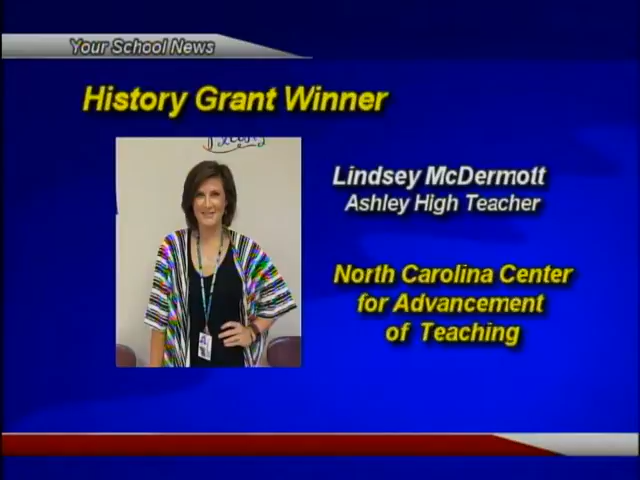 Your School News
History Grant Winner
Lindsey McDermott
Ashley High Teacher
North Carolina Center
for Advancement
of Teaching